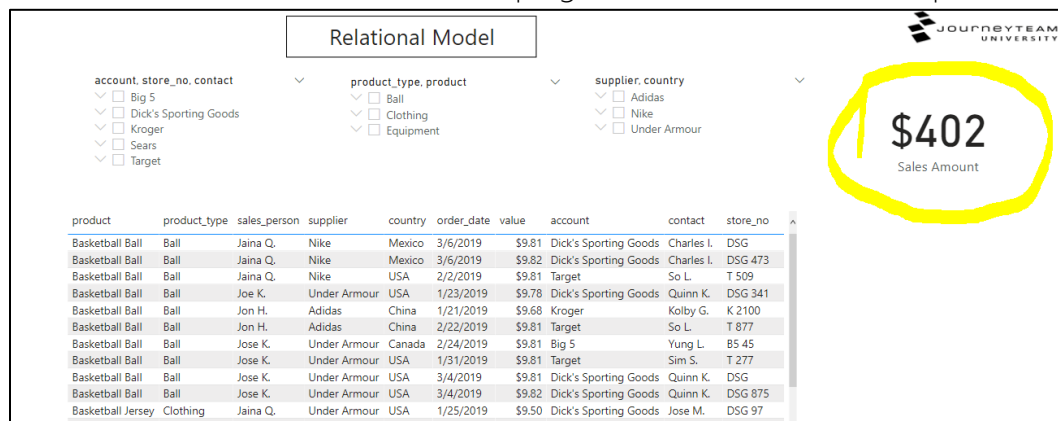 Relational Model
JOURNEYTEAM
UNIVERSITY
account, store_no, contact
Big 5
Dick's Sporting Goods
Kroger
Sears
Target
product_type, product
Ball
Clothing
Equipment
supplier, country
Adidas
Nike
Under Armour
$402
Sales Amount
product product_type sales_person supplier country order_date value account contact store_no
Basketball Ball Ball Jaina Q. Nike Mexico 3/6/2019 $9.81 Dick's Sporting Goods Charles I. DSG
Basketball Ball Ball Jaina Q. Nike Mexico 3/6/2019 $9.82 Dick's Sporting Goods Charles I. DSG 473
Basketball Ball Ball Jaina Q. Nike USA 2/2/2019 $9.81 Target So L. T 509
Basketball Ball Ball Joe K. Under Armour USA 1/23/2019 $9.78 Dick's Sporting Goods Quinn K. DSG 341
Basketball Ball Ball Jon H. Adidas China 1/21/2019 $9.68 Kroger Kolby G. K 2100
Basketball Ball Ball Jon H. Adidas China 2/22/2019 $9.81 Target So L. T 877
Basketball Ball Ball Jose K. Under Armour Canada 2/24/2019 $9.81 Big 5 Yung L. B5 45
Basketball Ball Ball Jose K. Under Armour USA 1/31/2019 $9.81 Target Sim S. T 277
Basketball Ball Ball Jose K. Under Armour USA 3/4/2019 $9.81 Dick's Sporting Goods Quinn K. DSG
Basketball Ball Ball Jose K. Under Armour USA 3/4/2019 $9.82 Dick's Sporting Goods Quinn K. DSG 875
Basketball Jersey Clothing Jaina Q. Under Armour USA 1/25/2019 $9.50 Dick's Sporting Goods Jose M. DSG 97